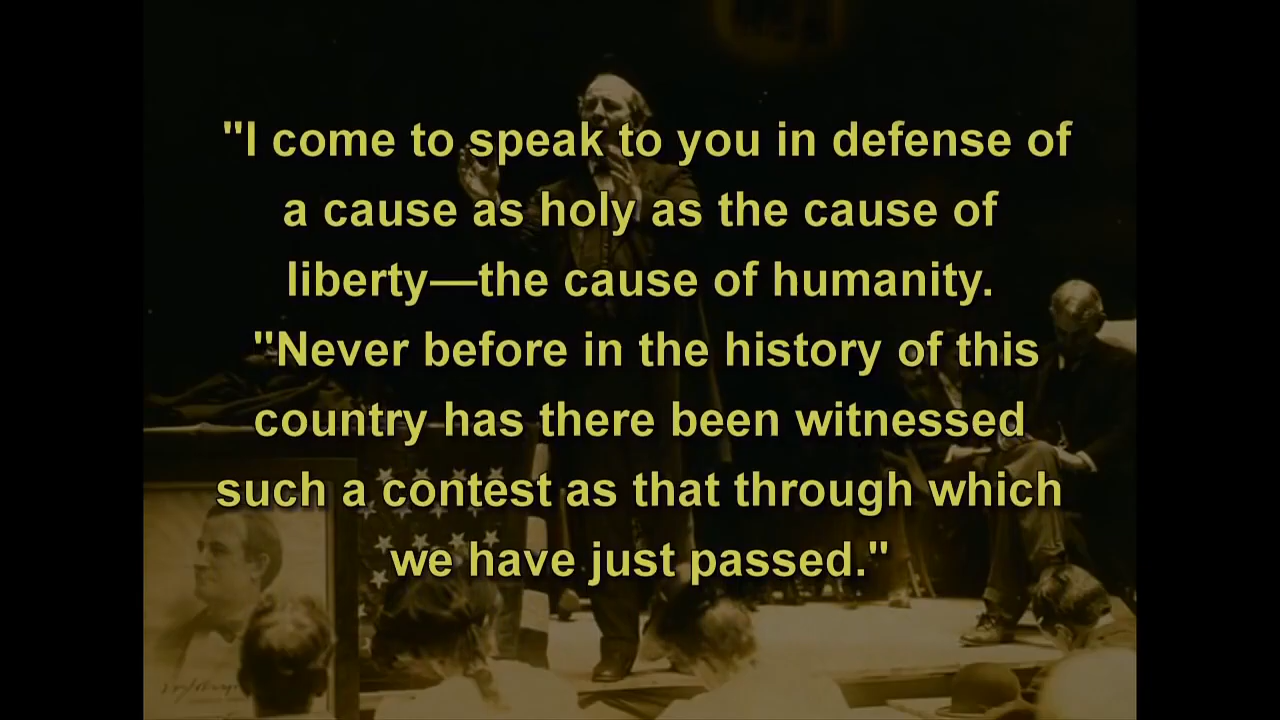 "I come to speak to you in defense of
a cause as holy as the cause of
liberty—the cause of humanity.
"Never before in the history of this
country has there been witnessed
such a contest as that through which
we have just passed."